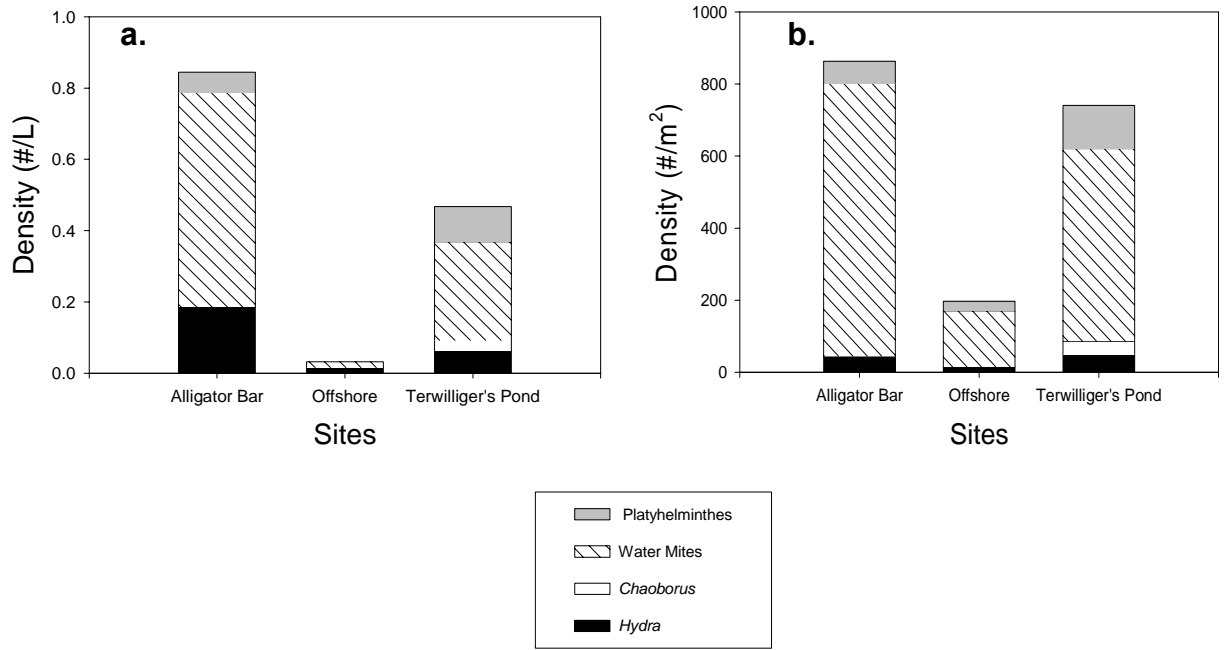 a.
1.0
0.8
0.6
0.4
0.2
0.0
Density (#/L)
Alligator Bar Offshore Terwilliger's Pond
Sites
b.
1000
800
600
400
200
0
Density (#/m²)
Alligator Bar Offshore Terwilliger's Pond
Sites
Platyhelminthes
Water Mites
Chaoborus
Hydra